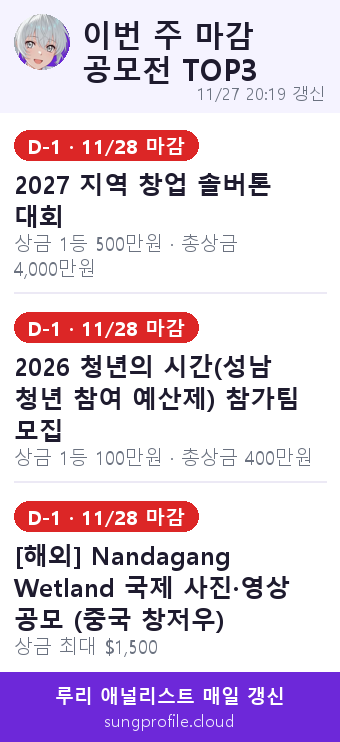 이번 주 마감
공모전 TOP3
11/27 20:19 갱신
D-1 · 11/28 마감
2027 지역 창업 솔버톤
대회
상금 1등 500만원 · 총상금
4,000만원
D-1 · 11/28 마감
2026 청년의 시간(성남
청년 참여 예산제) 참가팀
모집
상금 1등 100만원 · 총상금 400만원
D-1 · 11/28 마감
[해외] Nandagang
Wetland 국제 사진·영상
공모 (중국 창저우)
상금 최대 $1,500
루리 애널리스트 매일 갱신
sungprofile.cloud